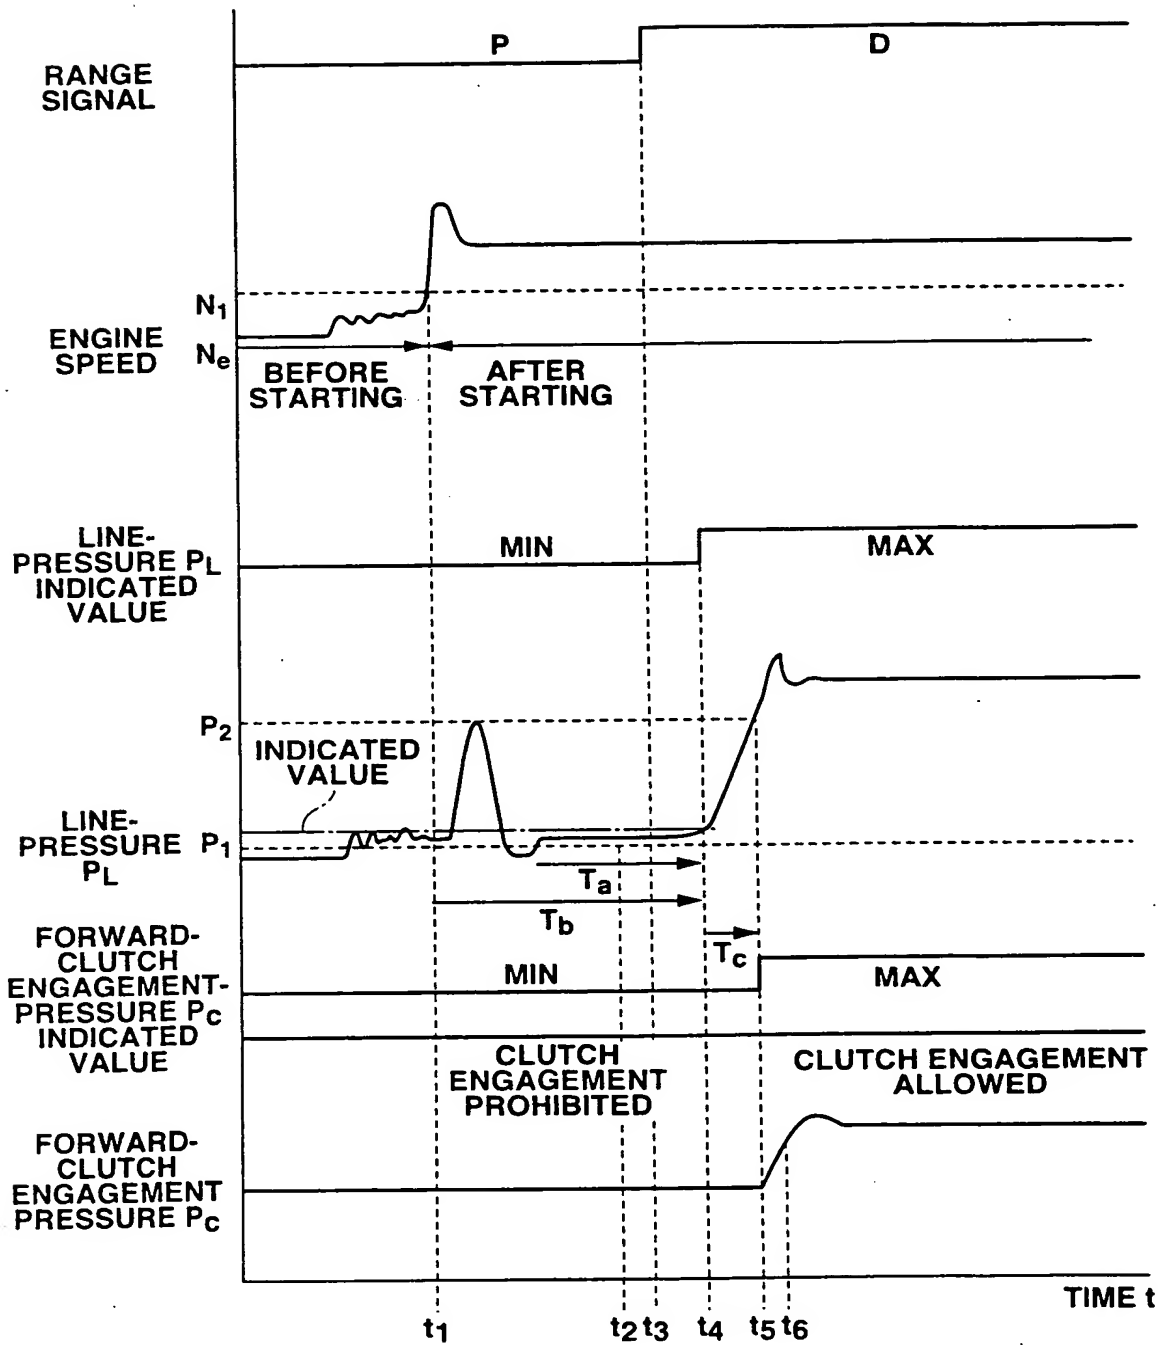 P
D
RANGE
SIGNAL
N1
ENGINE
SPEED
Ne
BEFORE
STARTING
AFTER
STARTING
LINE-
PRESSURE PL
INDICATED
VALUE
MIN
MAX
P2
INDICATED
VALUE
LINE-
PRESSURE
PL
P1
Ta
Tb
Tc
FORWARD-
CLUTCH
ENGAGEMENT-
PRESSURE Pc
INDICATED
VALUE
MIN
MAX
CLUTCH
ENGAGEMENT
PROHIBITED
CLUTCH ENGAGEMENT
ALLOWED
FORWARD-
CLUTCH
ENGAGEMENT
PRESSURE Pc
TIME t
t1
t2
t3
t4
t5
t6